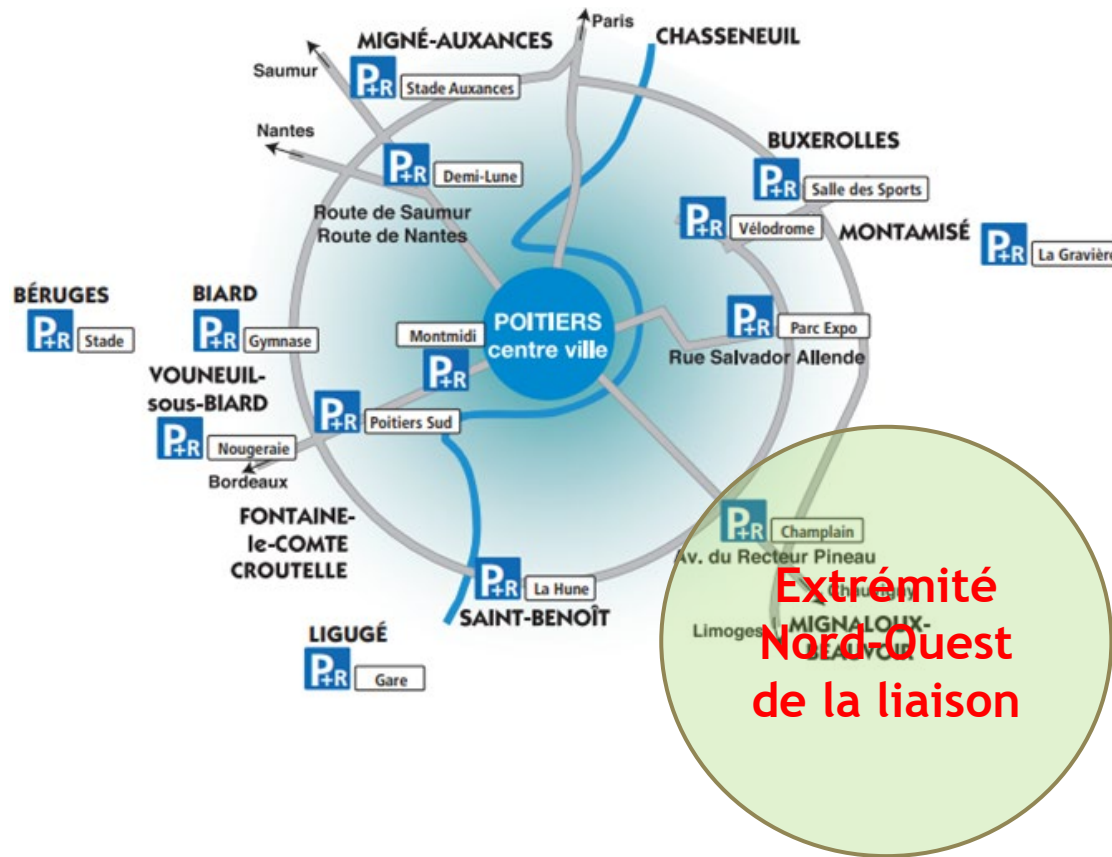 Paris
MIGNÉ-AUXANCES
CHASSENEUIL
Saumur
P+R Stade Auxances
Nantes
BUXEROLLES
P+R Demi-Lune
P+R Salle des Sports
Route de Saumur
Route de Nantes
P+R Vélodrome
MONTAMISÉ
P+R La Gravière
BÉRUGES
P+R Stade
BIARD
P+R Gymnase
Montmidi
P+R
POITIERS
centre ville
P+R Parc Expo
Rue Salvador Allende
VOUNEUIL-
sous-BIARD
P+R Nougeraie
P+R Poitiers Sud
Bordeaux
FONTAINE-
le-COMTE
CROUTELLE
P+R Champlain
Av. du Recteur Pineau
Chauvigny
P+R La Hune
SAINT-BENOÎT
Limoges
MIGNALOUX-
BEAUVOIR
LIGUGÉ
P+R Gare
Extrémité
Nord-Ouest
de la liaison